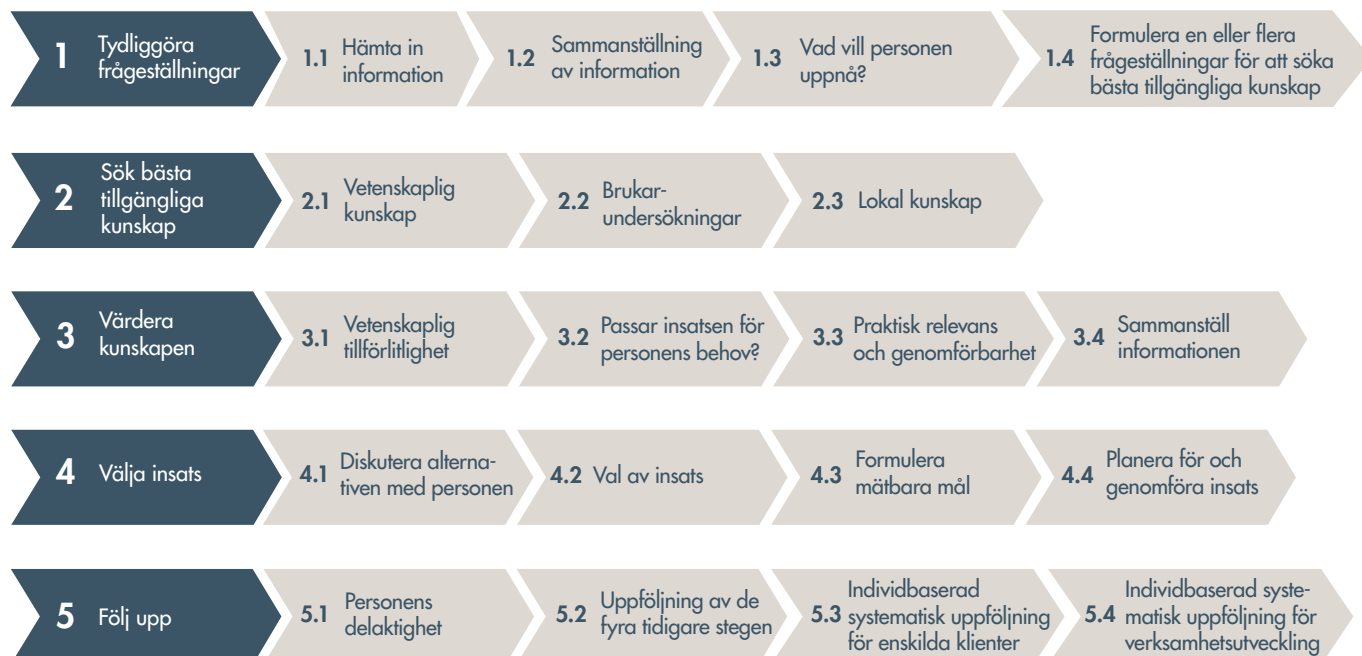 1 Tydliggöra
frågeställningar
1.1 Hämta in
information
1.2 Sammanställning
av information
1.3 Vad vill personen
uppnå?
1.4 Formulera en eller flera
frågeställningar för att söka
bästa tillgängliga kunskap
2 Sök bästa
tillgängliga
kunskap
2.1 Vetenskaplig
kunskap
2.2 Brukar-
undersökningar
2.3 Lokal kunskap
3 Värdera
kunskapen
3.1 Vetenskaplig
tillförlitlighet
3.2 Passar insatsen för
personens behov?
3.3 Praktisk relevans
och genomförbarhet
3.4 Sammanställ
informationen
4 Välja insats
4.1 Diskutera alterna-
tiven med personen
4.2 Val av insats
4.3 Formulera
mätbara mål
4.4 Planera för och
genomföra insats
5 Följ upp
5.1 Personens
delaktighet
5.2 Uppföljning av de
fyra tidigare stegen
5.3 Individbaserad
systematisk uppföljning
för enskilda klienter
5.4 Individbaserad syste-
matisk uppföljning för
verksamhetsutveckling